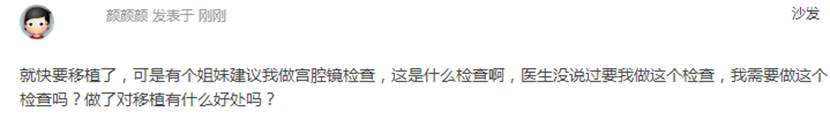 颜颜颜 发表于 刚刚 沙发
就快要移植了，可是有个姐妹建议我做宫腔镜检查，这是什么检查啊，医生没说过要我做这个检查，我需要做这个
检查吗？做了对移植有什么好处吗？